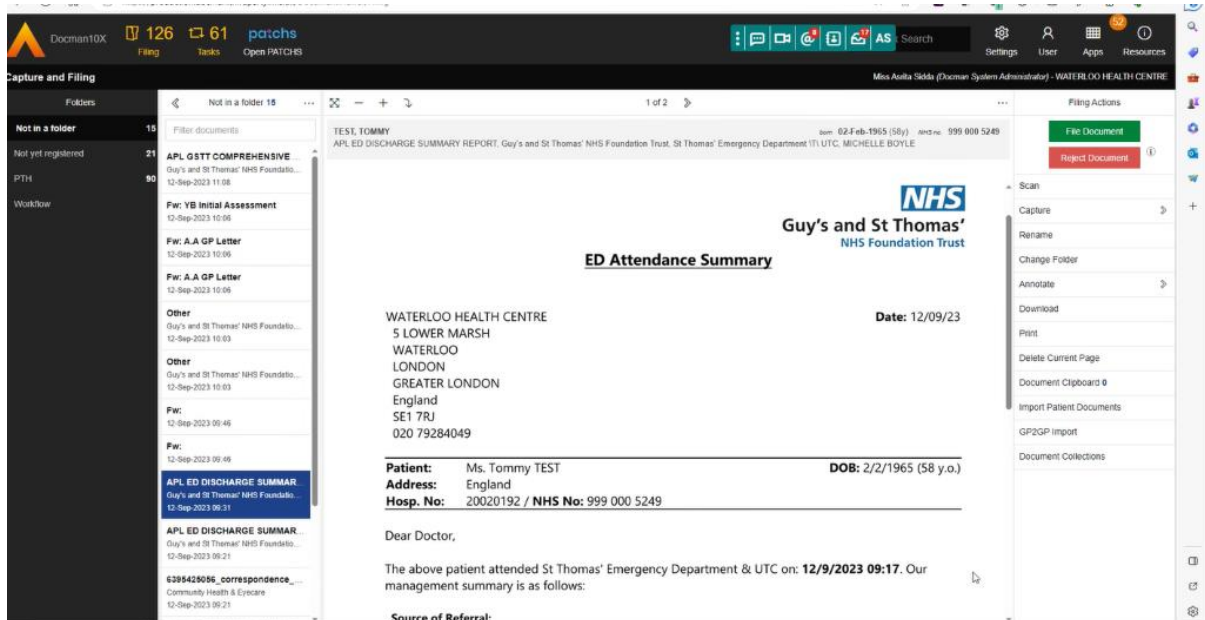 Docman10X
126
Filing
61
Tasks
patchs
Open PATCHS
AS
Search
Settings
User
Apps
52
Resources
Capture and Filing
Miss Asita Sidda (Docman System Administrator) - WATERLOO HEALTH CENTRE
Folders
Not in a folder 15
Not yet registered 21
PTH 90
Workflow
Not in a folder 15 ...
Filter documents
APL GSTT COMPREHENSIVE ...
Guy's and St Thomas' NHS Foundatio...
12-Sep-2023 11:08
Fw: YB Initial Assessment
12-Sep-2023 10:06
Fw: A.A GP Letter
12-Sep-2023 10:06
Fw: A.A GP Letter
12-Sep-2023 10:06
Other
Guy's and St Thomas' NHS Foundatio...
12-Sep-2023 10:03
Other
Guy's and St Thomas' NHS Foundatio...
12-Sep-2023 10:03
Fw:
12-Sep-2023 09:46
Fw:
12-Sep-2023 09:46
APL ED DISCHARGE SUMMAR...
Guy's and St Thomas' NHS Foundatio...
12-Sep-2023 09:31
APL ED DISCHARGE SUMMAR...
Guy's and St Thomas' NHS Foundatio...
12-Sep-2023 09:21
6395425056_correspondence_...
Community Health & Eyecare
12-Sep-2023 09:21
1 of 2
TEST, TOMMY
born 02-Feb-1965 (58y) NHS no. 999 000 5249
APL ED DISCHARGE SUMMARY REPORT, Guy's and St Thomas' NHS Foundation Trust, St Thomas' Emergency Department \T\ UTC, MICHELLE BOYLE
NHS
Guy's and St Thomas'
NHS Foundation Trust
ED Attendance Summary
WATERLOO HEALTH CENTRE
Date: 12/09/23
5 LOWER MARSH
WATERLOO
LONDON
GREATER LONDON
England
SE1 7RJ
020 79284049
Patient: Ms. Tommy TEST DOB: 2/2/1965 (58 y.o.)
Address: England
Hosp. No: 20020192 / NHS No: 999 000 5249
Dear Doctor,
The above patient attended St Thomas' Emergency Department & UTC on: 12/9/2023 09:17. Our
management summary is as follows:
Source of Referral:
Filing Actions
File Document
Reject Document
Scan
Capture
Rename
Change Folder
Annotate
Download
Print
Delete Current Page
Document Clipboard 0
Import Patient Documents
GP2GP Import
Document Collections